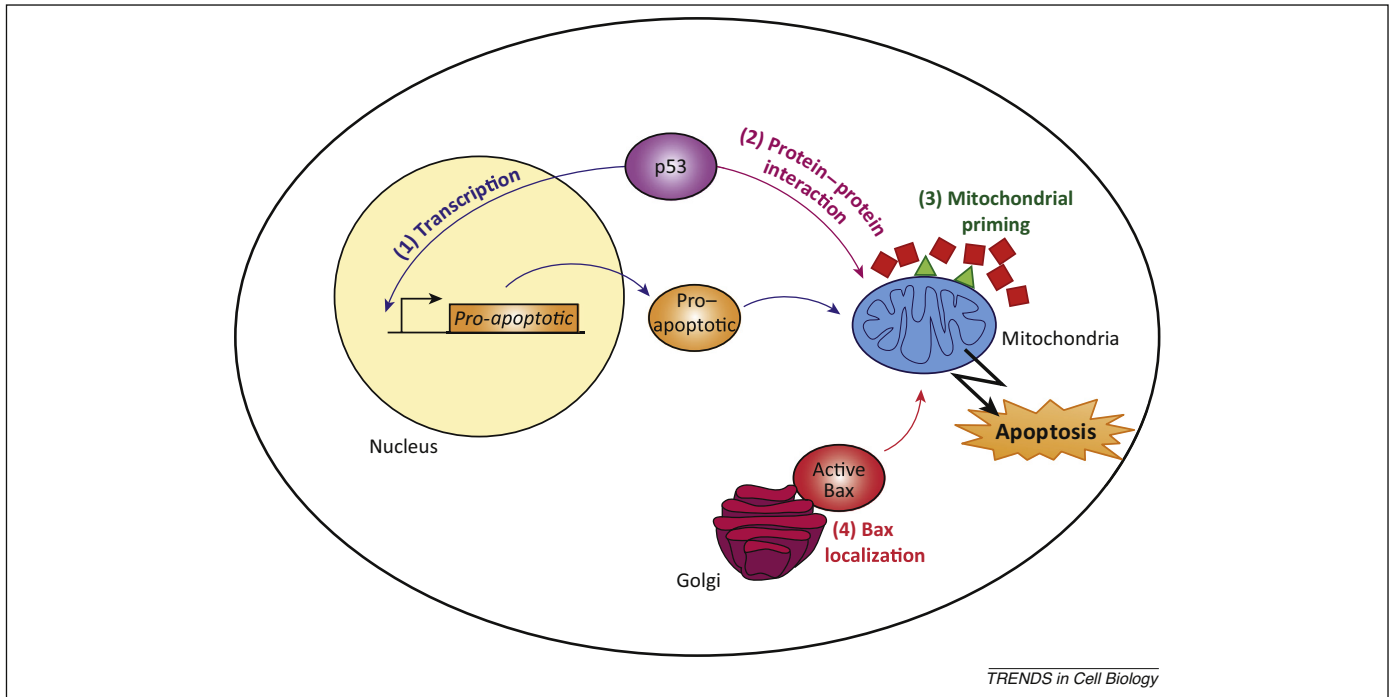 p53
(1) Transcription
(2) Protein–protein
interaction
(3) Mitochondrial
priming
Pro-apoptotic
Pro–
apoptotic
Mitochondria
Nucleus
Apoptosis
Active
Bax
(4) Bax
localization
Golgi
TRENDS in Cell Biology